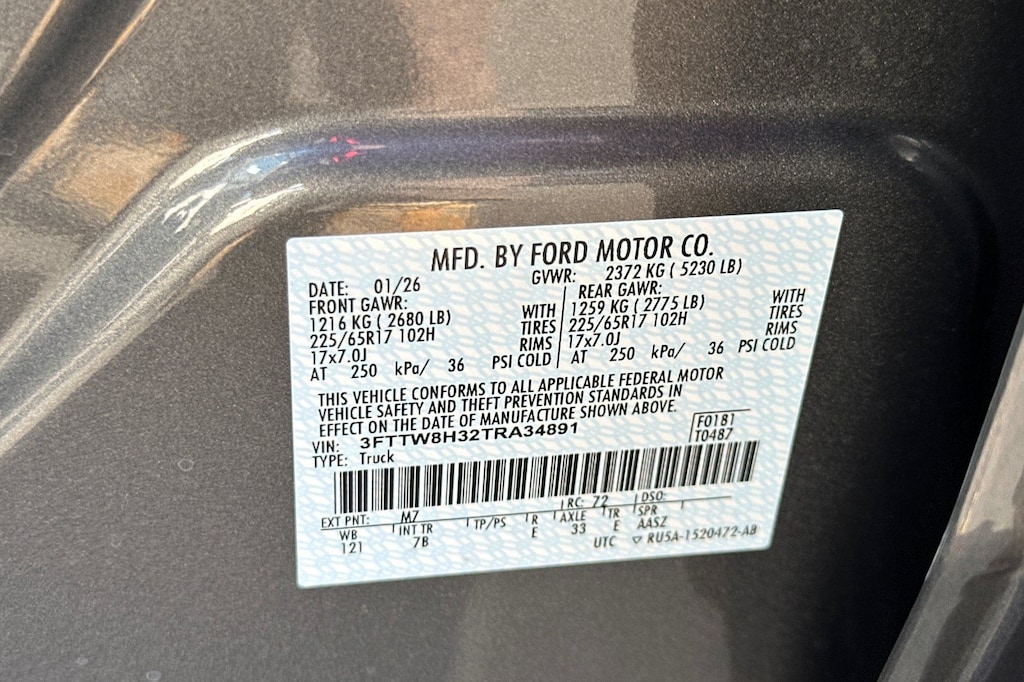 MFD. BY FORD MOTOR CO.
DATE: 01/26 GVWR: 2372 KG ( 5230 LB)
FRONT GAWR: REAR GAWR:
1216 KG ( 2680 LB) WITH 1259 KG ( 2775 LB) WITH
225/65R17 102H TIRES 225/65R17 102H TIRES
17x7.0J RIMS 17x7.0J RIMS
AT 250 kPa/ 36 PSI COLD AT 250 kPa/ 36 PSI COLD
THIS VEHICLE CONFORMS TO ALL APPLICABLE FEDERAL MOTOR
VEHICLE SAFETY AND THEFT PREVENTION STANDARDS IN
EFFECT ON THE DATE OF MANUFACTURE SHOWN ABOVE.
VIN: 3FTTW8H32TRA34891 F0181
TYPE: Truck T0487
EXT PNT: M7 RC: 72 DSO:
WB INT TR TP/PS R AXLE TR SPR
121 7B E 33 E AASZ
UTC ▽ RU5A-1520472-AB